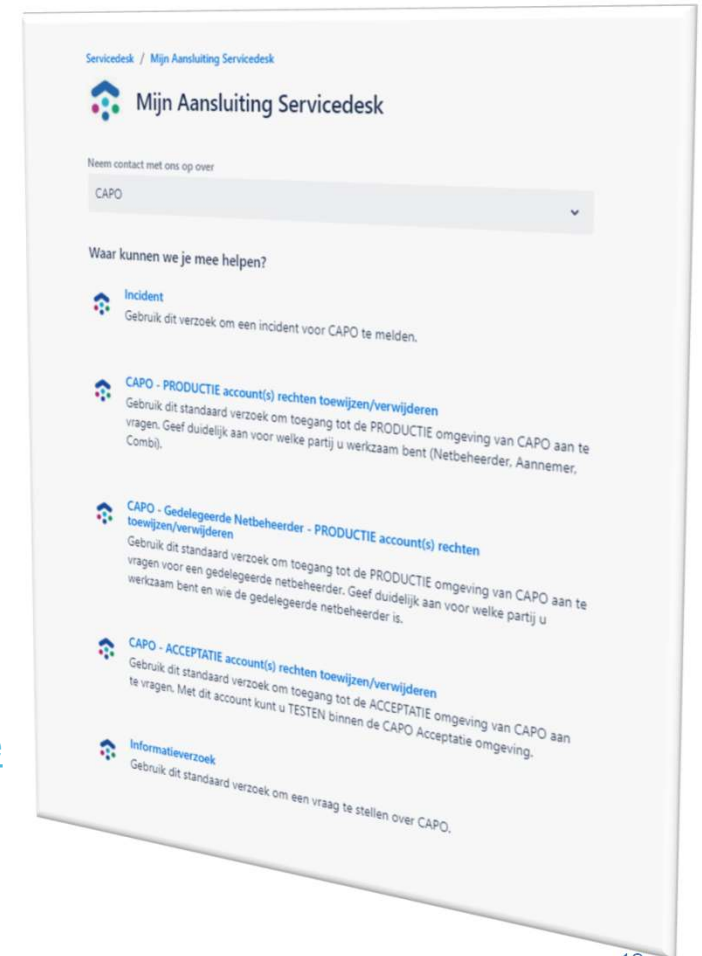 Servicedesk / Mijn Aansluiting Servicedesk
Mijn Aansluiting Servicedesk
Neem contact met ons op over
CAPO
Waar kunnen we je mee helpen?
Incident
Gebruik dit verzoek om een incident voor CAPO te melden.
CAPO - PRODUCTIE account(s) rechten toewijzen/verwijderen
Gebruik dit standaard verzoek om toegang tot de PRODUCTIE omgeving van CAPO aan te
vragen. Geef duidelijk aan voor welke partij u werkzaam bent (Netbeheerder, Aannemer,
Combi).
CAPO - Gedelegeerde Netbeheerder - PRODUCTIE account(s) rechten
toewijzen/verwijderen
Gebruik dit standaard verzoek om toegang tot de PRODUCTIE omgeving van CAPO aan te
vragen voor een gedelegeerde netbeheerder. Geef duidelijk aan voor welke partij u
werkzaam bent en wie de gedelegeerde netbeheerder is.
CAPO - ACCEPTATIE account(s) rechten toewijzen/verwijderen
Gebruik dit standaard verzoek om toegang tot de ACCEPTATIE omgeving van CAPO aan
te vragen. Met dit account kunt u TESTEN binnen de CAPO Acceptatie omgeving.
Informatieverzoek
Gebruik dit standaard verzoek om een vraag te stellen over CAPO.